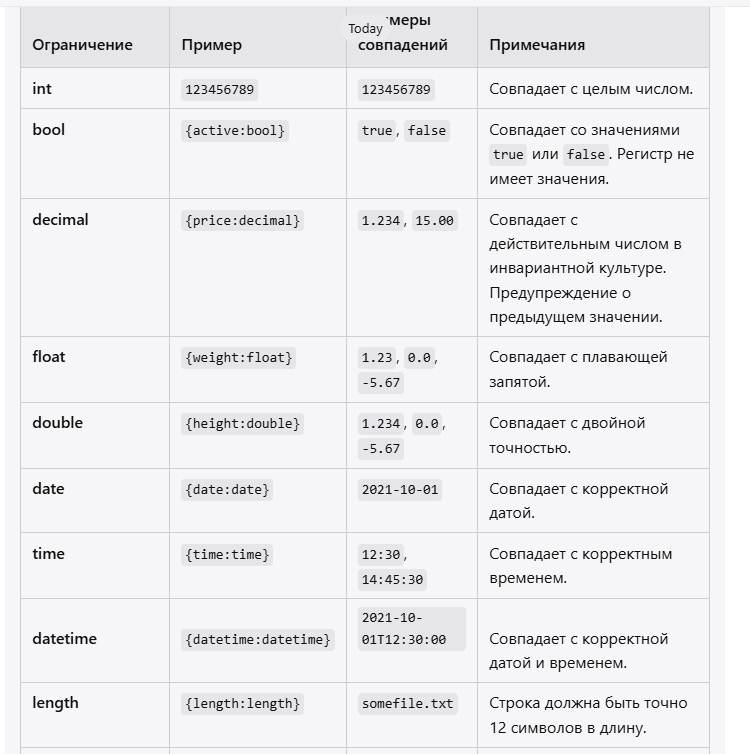 Today
Ограничение Пример меры
совпадений Примечания
int 123456789 123456789 Совпадает с целым числом.
bool {active:bool} true, false Совпадает со значениями
true или false. Регистр не
имеет значения.
decimal {price:decimal} 1.234, 15.00 Совпадает с
действительным числом в
инвариантной культуре.
Предупреждение о
предыдущем значении.
float {weight:float} 1.23, 0.0, Совпадает с плавающей
-5.67 запятой.
double {height:double} 1.234, 0.0, Совпадает с двойной
-5.67 точностью.
date {date:date} 2021-10-01 Совпадает с корректной
датой.
time {time:time} 12:30, Совпадает с корректным
14:45:30 временем.
2021-10-
datetime {datetime:datetime} 01T12:30:00 Совпадает с корректной
датой и временем.
length {length:length} somefile.txt Строка должна быть точно
12 символов в длину.